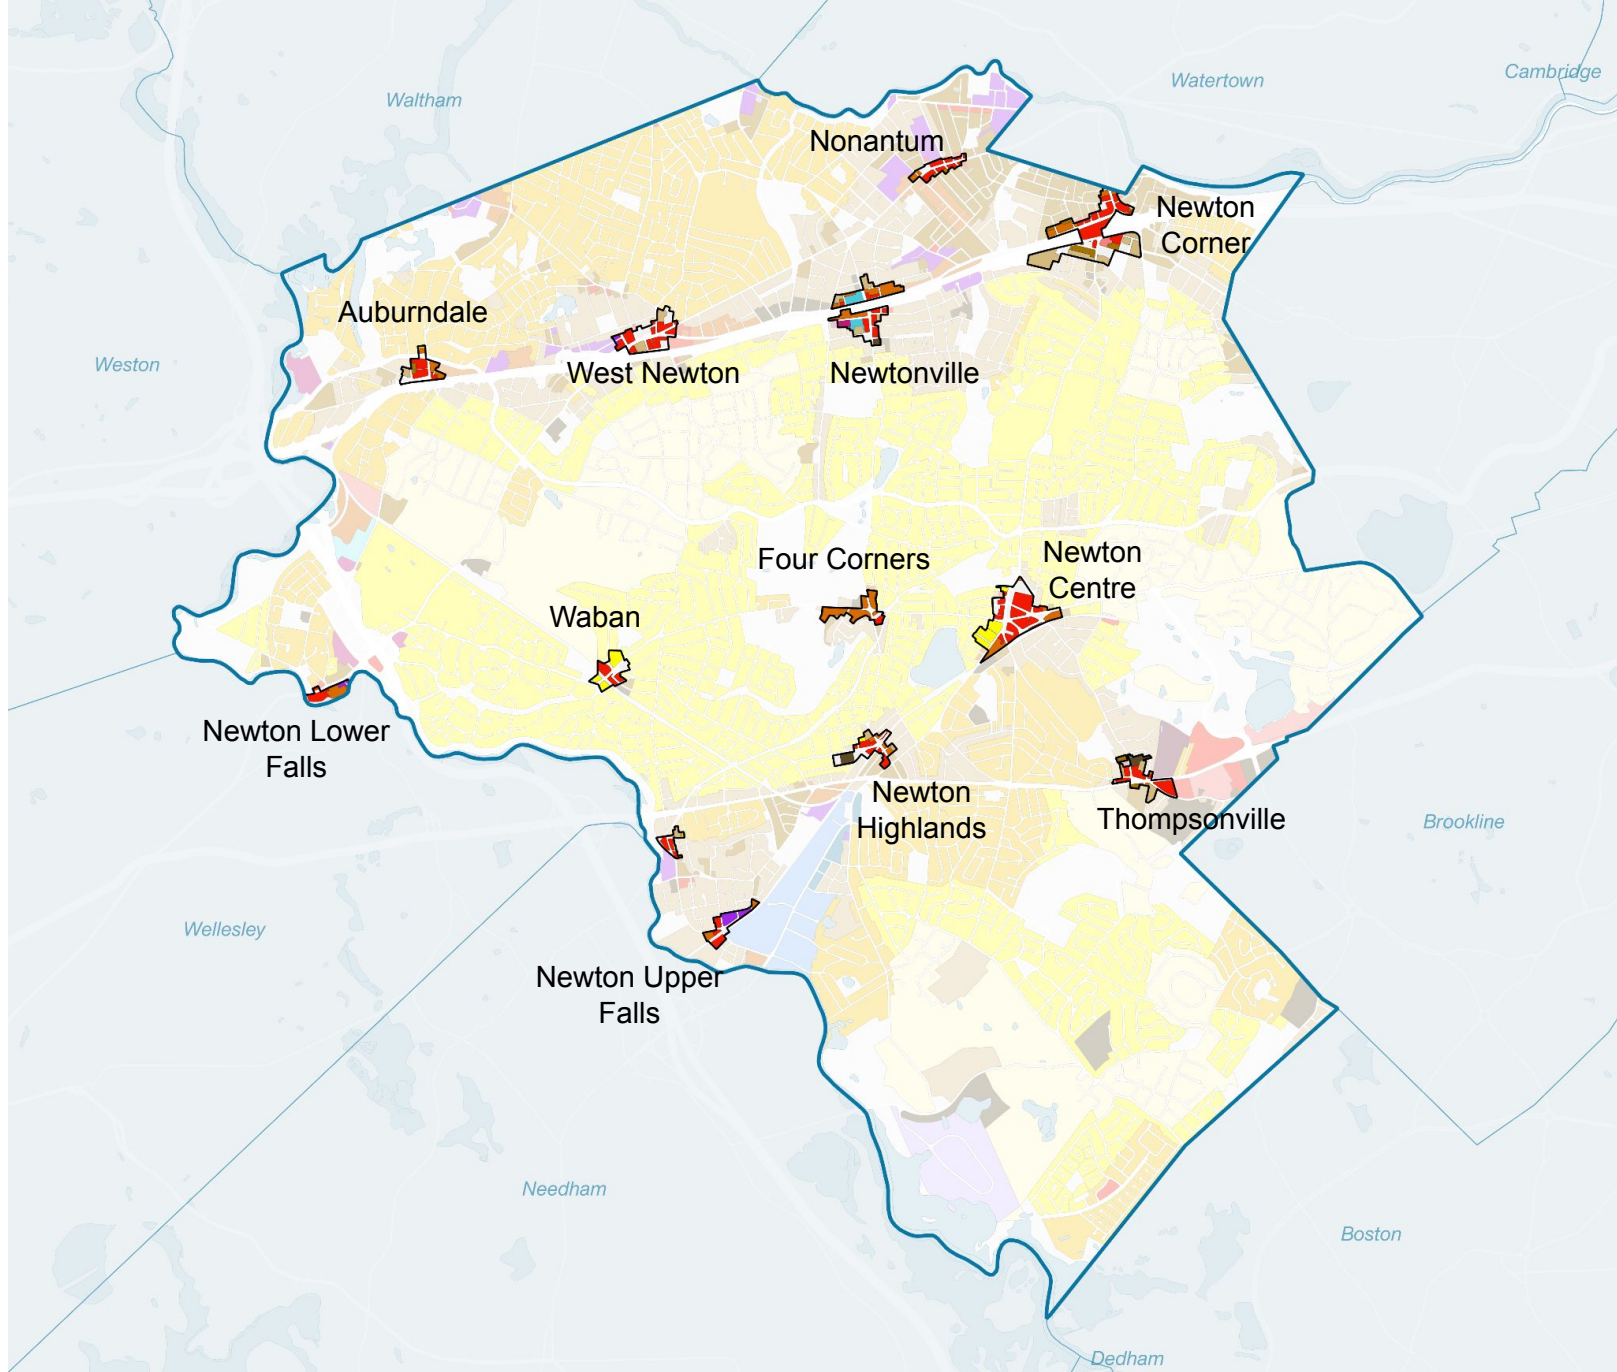 Cambridge
Watertown
Waltham
Nonantum
Newton
Corner
Auburndale
Weston
West Newton
Newtonville
Four Corners
Newton
Centre
Waban
Newton Lower
Falls
Newton
Highlands
Thompsonville
Brookline
Wellesley
Newton Upper
Falls
Needham
Boston
Dedham